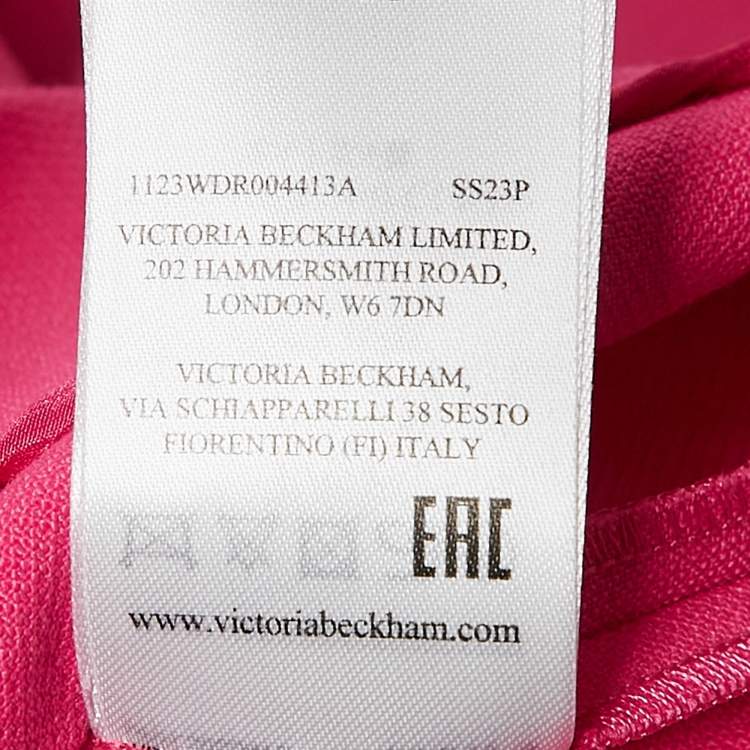 1123WDR004413A SS23P
VICTORIA BECKHAM LIMITED,
202 HAMMERSMITH ROAD,
LONDON, W6 7DN
VICTORIA BECKHAM,
VIA SCHIAPPARELLI 38 SESTO
FIORENTINO (FI) ITALY
EAC
www.victoriabeckham.com